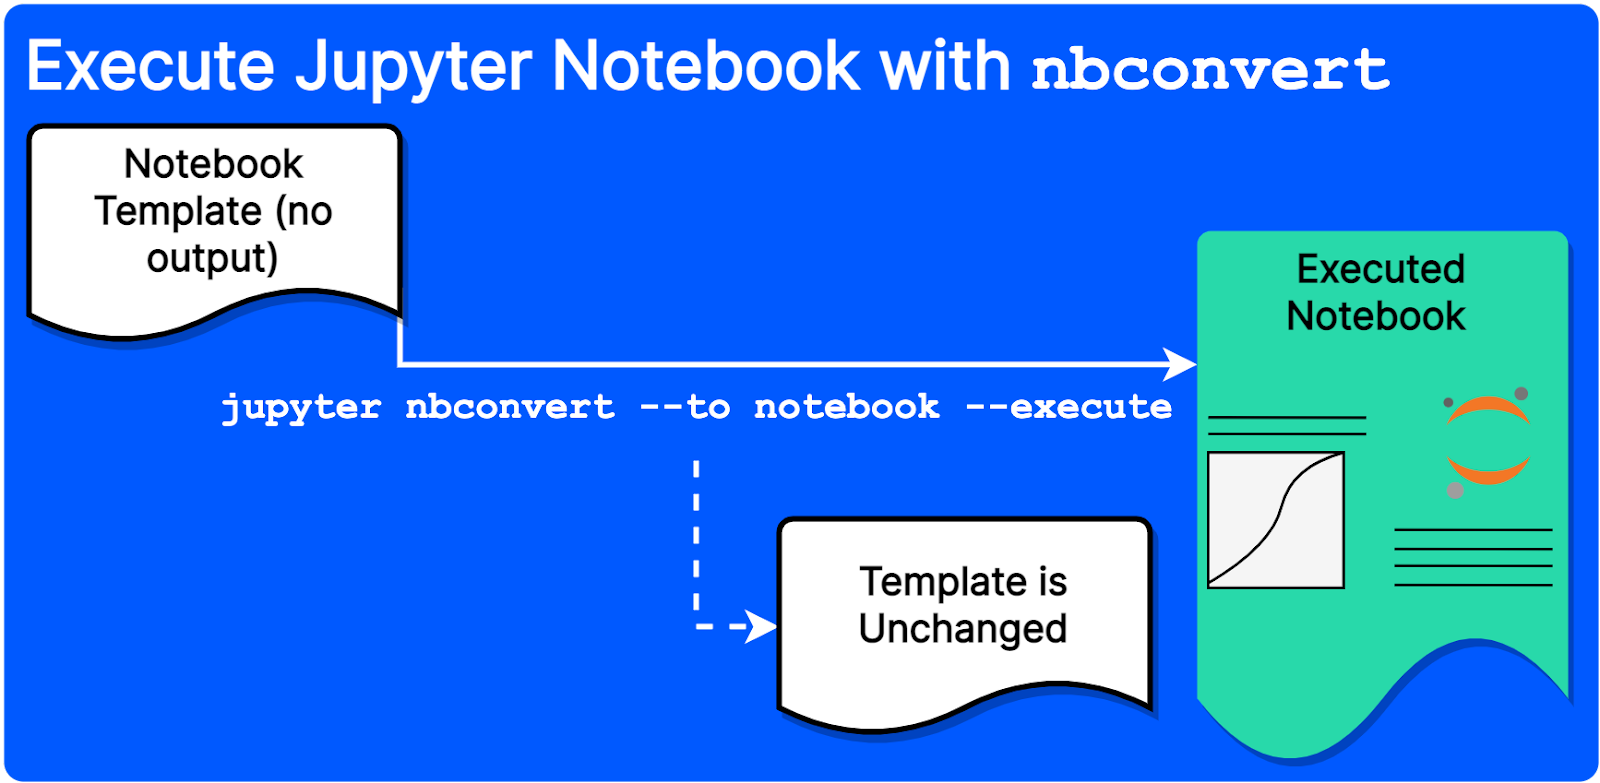 Execute Jupyter Notebook with nbconvert
Notebook
Template (no
output)
Executed
Notebook
jupyter nbconvert --to notebook --execute
Template is
Unchanged